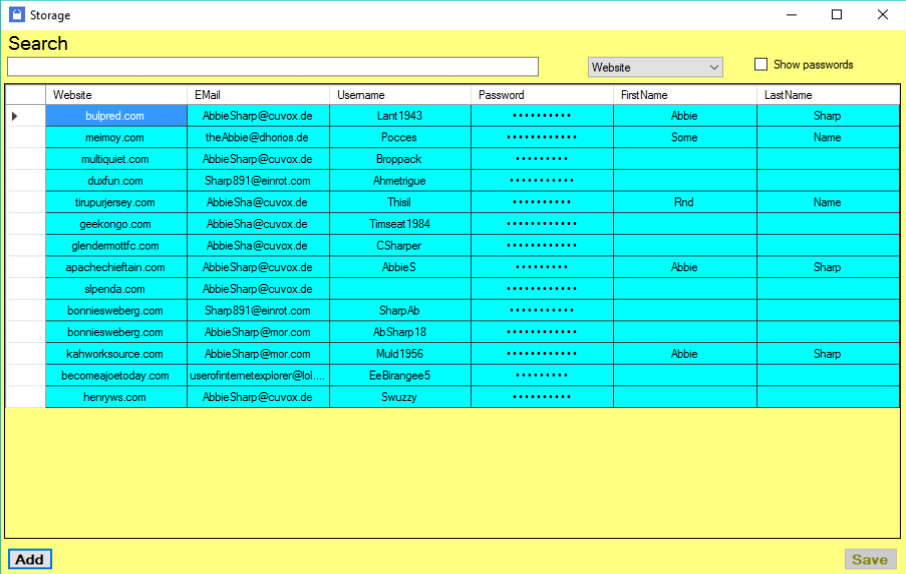 Storage
Search
Website Show passwords
Website EMail Username Password FirstName LastName
bulpred.com AbbieSharp@cuvox.de Lant1943 ••••••••••• Abbie Sharp
meimoy.com theAbbie@dhorios.de Pocces •••••••••••• Some Name
multiquiet.com AbbieSharp@cuvox.de Broppack •••••••••
duxfun.com Sharp891@einrot.com Ahmetrigue •••••••••••
tirupurjersey.com AbbieSha@cuvox.de Thisil ••••••••••• Rnd Name
geekongo.com AbbieSha@cuvox.de Timseat1984 ••••••••••••
glendermottfc.com AbbieSha@cuvox.de CSharper ••••••••••••
apachechieftain.com AbbieSharp@cuvox.de AbbieS ••••••••• Abbie Sharp
slpenda.com AbbieSharp@cuvox.de •••••••••••
bonniesweberg.com Sharp891@einrot.com SharpAb ••••••••••
bonniesweberg.com AbbieSharp@mor.com AbSharp18 ••••••••••••
kahworksource.com AbbieSharp@mor.com Muld1956 •••••••••••• Abbie Sharp
becomeajoetoday.com userofinternetexplorer@lol.... EeBirangee5 •••••••••
henryws.com AbbieSharp@cuvox.de Swuzzy ••••••••••
Add Save